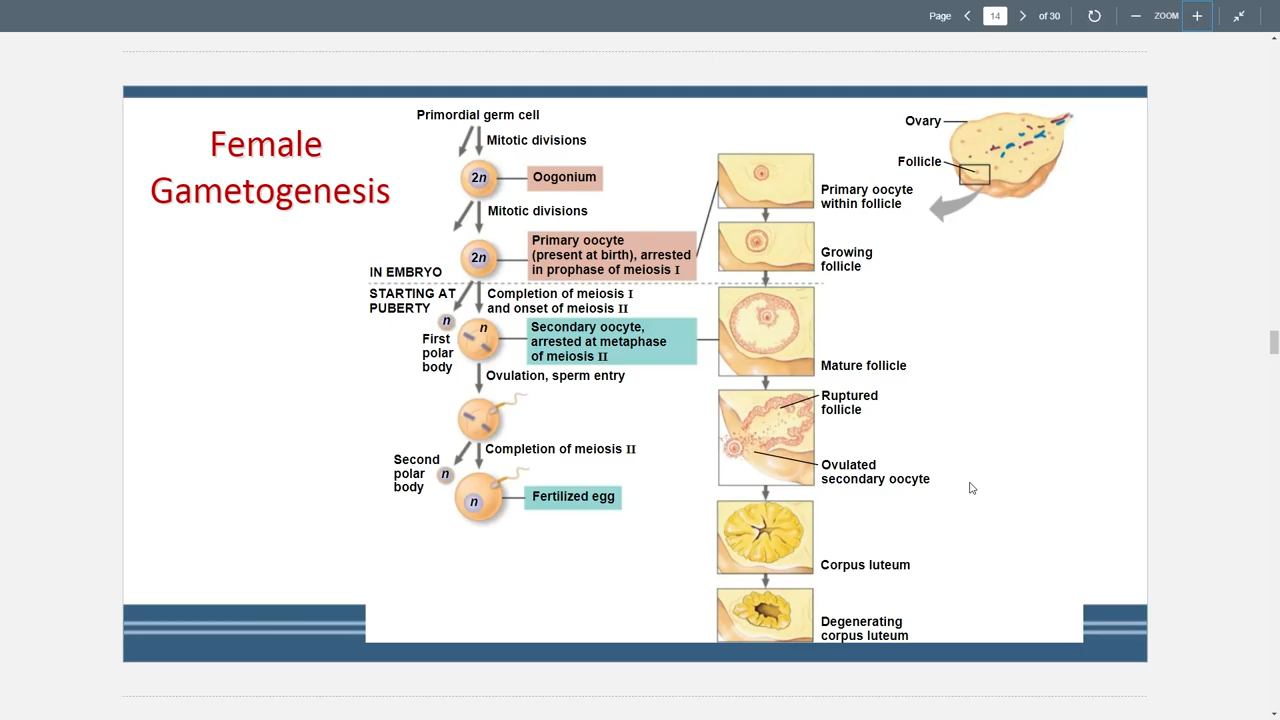 Page 14 of 30 ZOOM
Female
Gametogenesis
Primordial germ cell
Mitotic divisions
2n
Oogonium
Mitotic divisions
2n
Primary oocyte
(present at birth), arrested
in prophase of meiosis I
IN EMBRYO
STARTING AT
PUBERTY
Completion of meiosis I
and onset of meiosis II
n
n
First
polar
body
Secondary oocyte,
arrested at metaphase
of meiosis II
Ovulation, sperm entry
Completion of meiosis II
Second
polar
body
n
n
Fertilized egg
Ovary
Follicle
Primary oocyte
within follicle
Growing
follicle
Mature follicle
Ruptured
follicle
Ovulated
secondary oocyte
Corpus luteum
Degenerating
corpus luteum